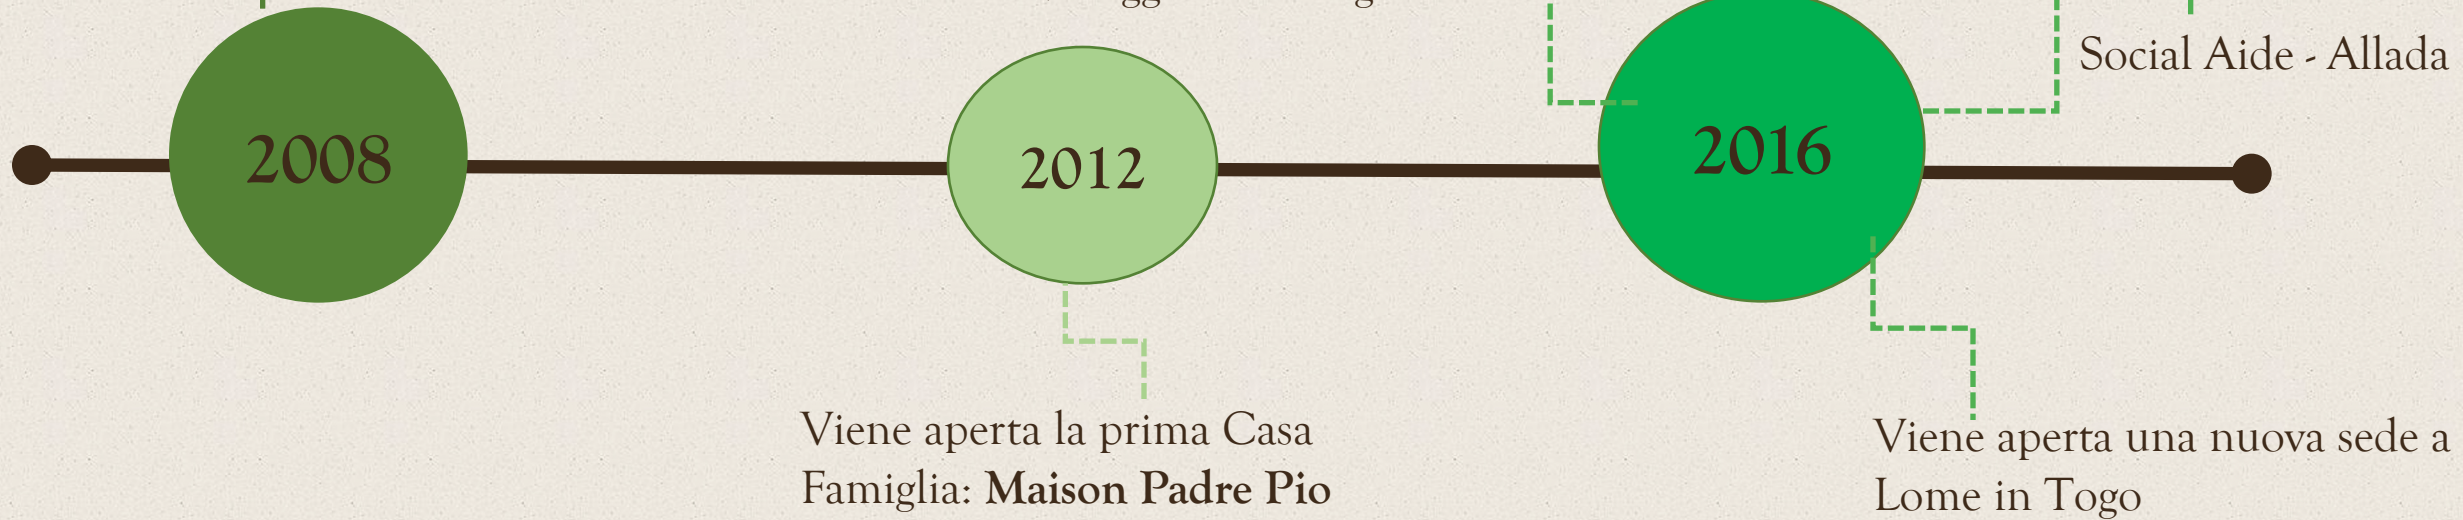 Social Aide - Allada
2008
2012
2016
Viene aperta la prima Casa
Famiglia: Maison Padre Pio
Viene aperta una nuova sede a
Lome in Togo